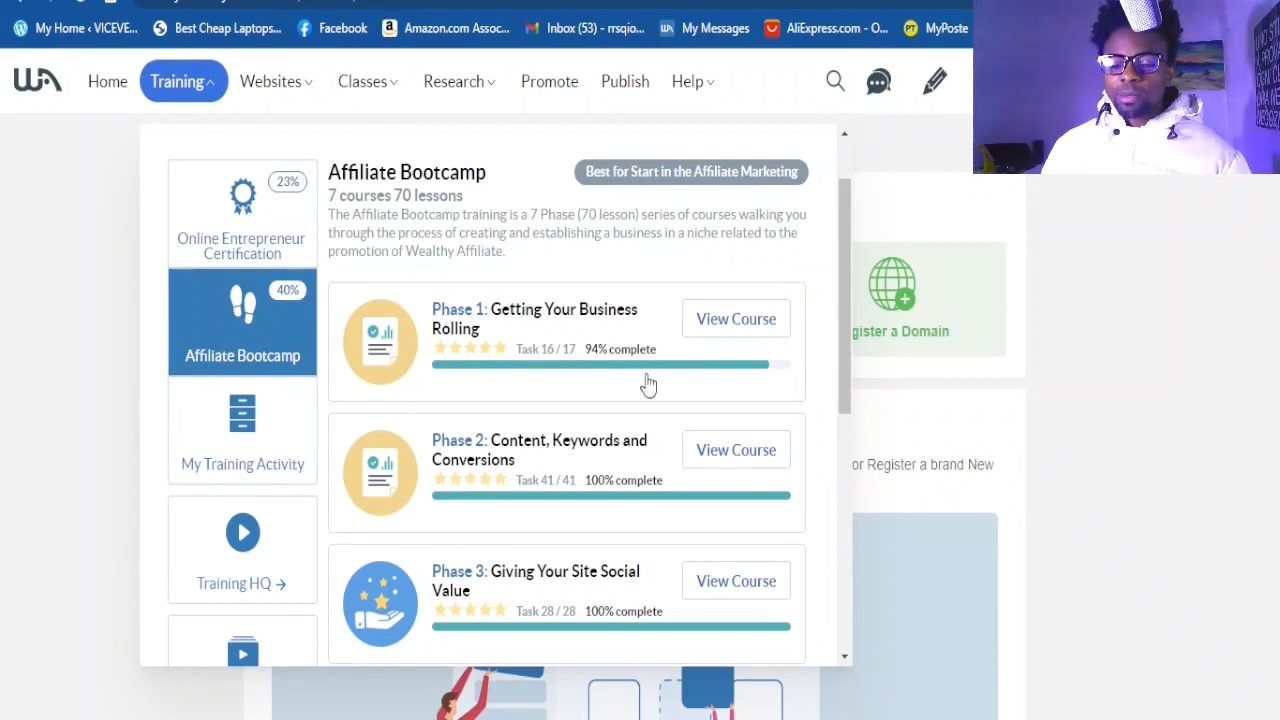 My Home ‹ VICEVE...
Best Cheap Laptops...
Facebook
Amazon.com Assoc...
Inbox (53) - rrsqio...
My Messages
AliExpress.com - O...
MyPoste
WA
Home
Training
Websites
Classes
Research
Promote
Publish
Help
23%
Online Entrepreneur
Certification
40%
Affiliate Bootcamp
My Training Activity
Training HQ →
Affiliate Bootcamp
Best for Start in the Affiliate Marketing
7 courses 70 lessons
The Affiliate Bootcamp training is a 7 Phase (70 lesson) series of courses walking you
through the process of creating and establishing a business in a niche related to the
promotion of Wealthy Affiliate.
Phase 1: Getting Your Business
Rolling
Task 16 / 17 94% complete
View Course
Phase 2: Content, Keywords and
Conversions
Task 41 / 41 100% complete
View Course
Phase 3: Giving Your Site Social
Value
Task 28 / 28 100% complete
View Course
gister a Domain
or Register a brand New